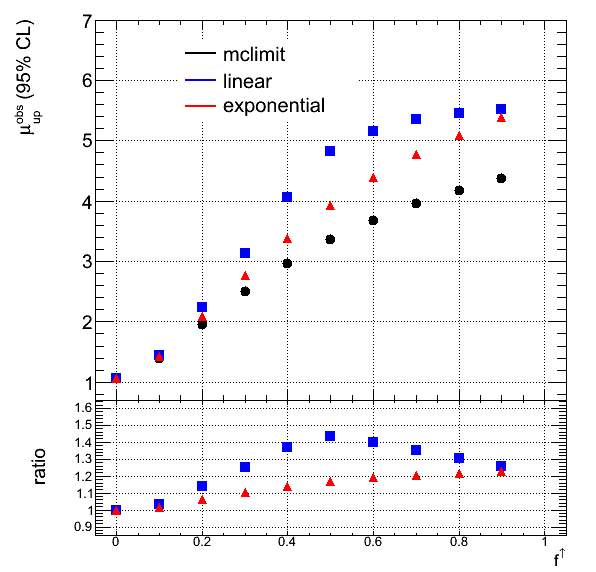 μ obs up (95% CL)
7
6
5
4
3
2
1
mclimit
linear
exponential
ratio
1.6
1.5
1.4
1.3
1.2
1.1
1
0.9
0 0.2 0.4 0.6 0.8 1
f↑